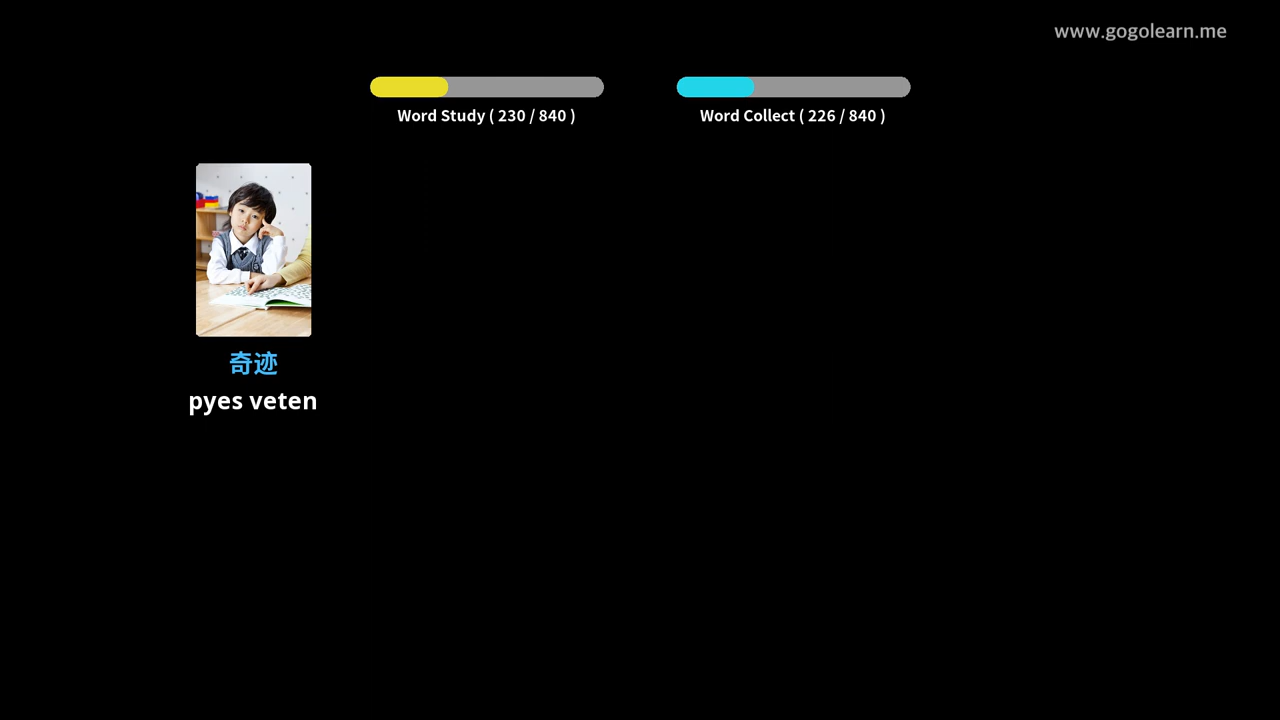 www.gogolearn.me
Word Study ( 230 / 840 )
Word Collect ( 226 / 840 )
奇迹
pyes veten